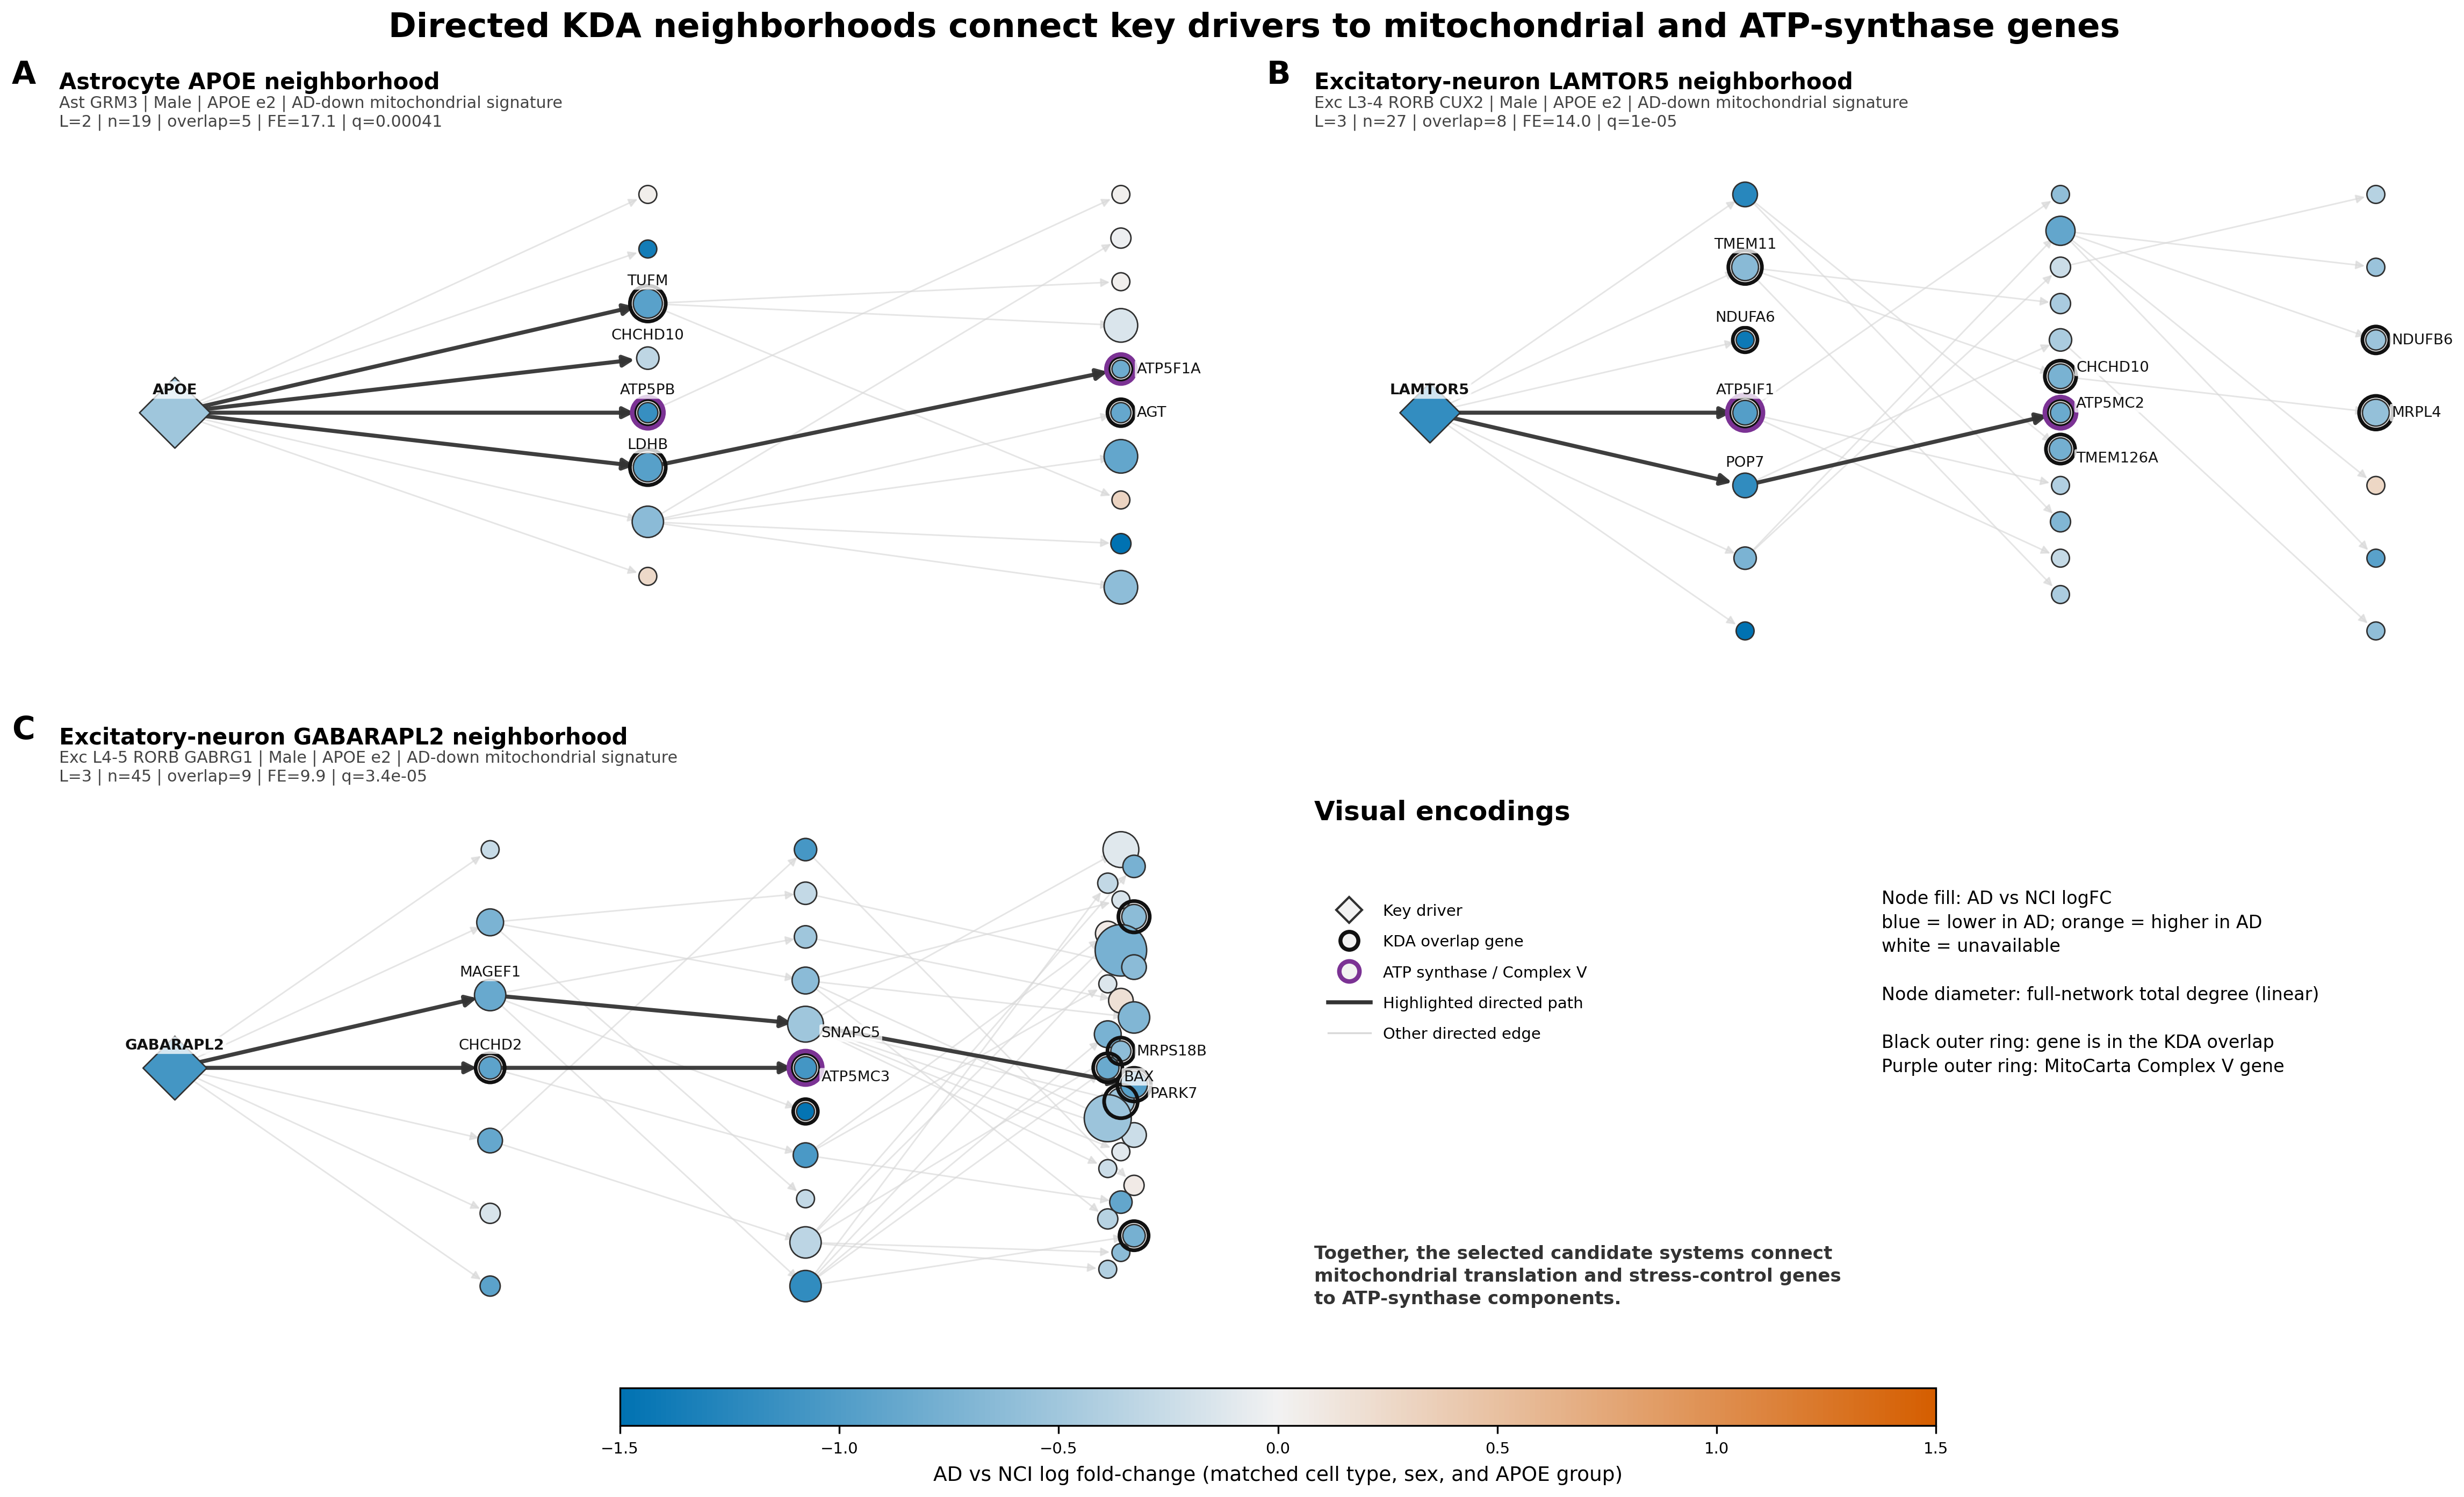 Directed KDA neighborhoods connect key drivers to mitochondrial and ATP-synthase genes
A
Astrocyte APOE neighborhood
Ast GRM3 | Male | APOE e2 | AD-down mitochondrial signature
L=2 | n=19 | overlap=5 | FE=17.1 | q=0.00041
TUFM
CHCHD10
APOE
ATP5PB
LDHB
ATP5F1A
AGT
B
Excitatory-neuron LAMTOR5 neighborhood
Exc L3-4 RORB CUX2 | Male | APOE e2 | AD-down mitochondrial signature
L=3 | n=27 | overlap=8 | FE=14.0 | q=1e-05
TMEM11
NDUFA6
LAMTOR5
ATP5IF1
POP7
CHCHD10
ATP5MC2
TMEM126A
NDUFB6
MRPL4
C
Excitatory-neuron GABARAPL2 neighborhood
Exc L4-5 RORB GABRG1 | Male | APOE e2 | AD-down mitochondrial signature
L=3 | n=45 | overlap=9 | FE=9.9 | q=3.4e-05
MAGEF1
GABARAPL2
CHCHD2
SNAPC5
ATP5MC3
MRPS18B
BAX
PARK7
Visual encodings
Key driver
KDA overlap gene
ATP synthase / Complex V
Highlighted directed path
Other directed edge
Node fill: AD vs NCI logFC
blue = lower in AD; orange = higher in AD
white = unavailable
Node diameter: full-network total degree (linear)
Black outer ring: gene is in the KDA overlap
Purple outer ring: MitoCarta Complex V gene
Together, the selected candidate systems connect
mitochondrial translation and stress-control genes
to ATP-synthase components.
−1.5
−1.0
−0.5
0.0
0.5
1.0
1.5
AD vs NCI log fold-change (matched cell type, sex, and APOE group)